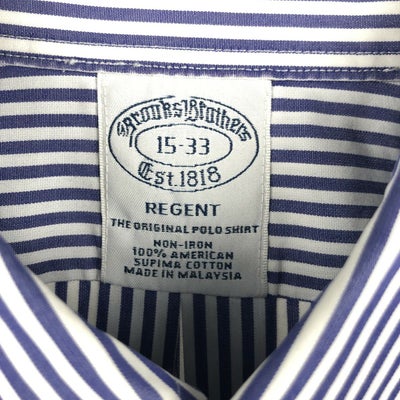 Brooks Brothers
15-33
Est. 1818
REGENT
THE ORIGINAL POLO SHIRT
NON-IRON
100% AMERICAN
SUPIMA COTTON
MADE IN MALAYSIA